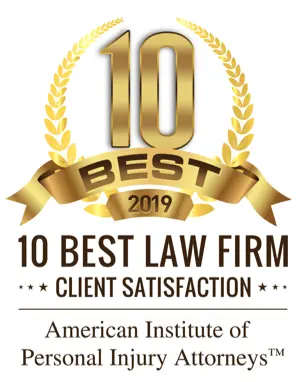 10
BEST
2019
10 BEST LAW FIRM
CLIENT SATISFACTION
American Institute of
Personal Injury Attorneys™